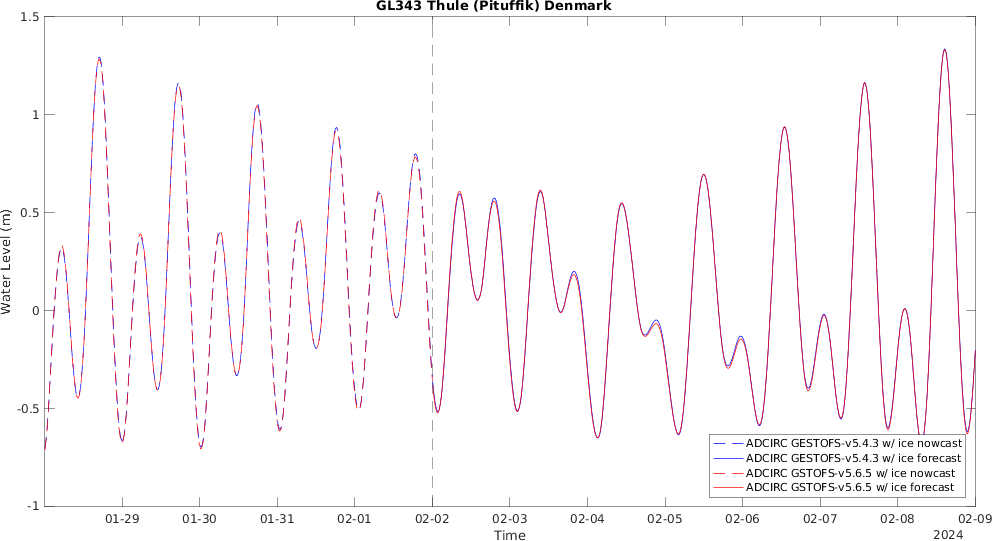 GL343 Thule (Pituffik) Denmark
1.5
1
0.5
0
-0.5
-1
Water Level (m)
01-29 01-30 01-31 02-01 02-02 02-03 02-04 02-05 02-06 02-07 02-08 02-09
Time
2024
ADCIRC GESTOFS-v5.4.3 w/ ice nowcast
ADCIRC GESTOFS-v5.4.3 w/ ice forecast
ADCIRC GSTOFS-v5.6.5 w/ ice nowcast
ADCIRC GSTOFS-v5.6.5 w/ ice forecast